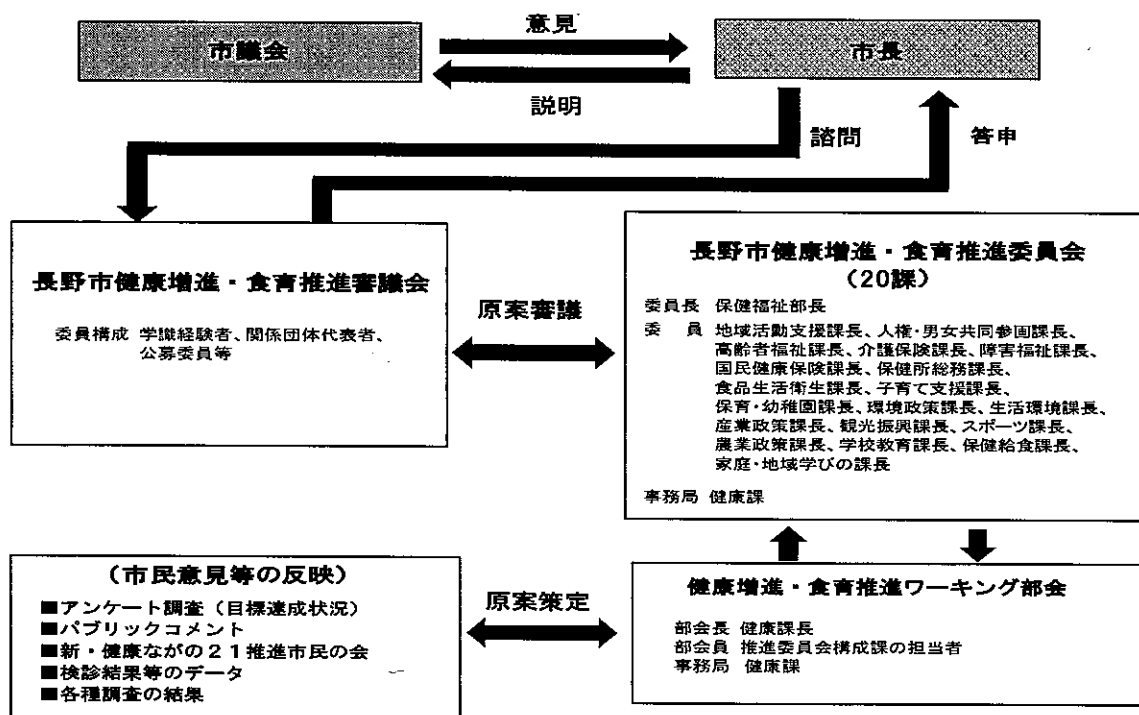 意見
市議会
市長
説明
諮問
答申
長野市健康増進・食育推進審議会
委員構成 学識経験者、関係団体代表者、
公募委員等
原案審議
長野市健康増進・食育推進委員会
(20課)
委員長 保健福祉部長
委 員 地域活動支援課長、人権・男女共同参画課長、
高齢者福祉課長、介護保険課長、障害福祉課長、
国民健康保険課長、保健所総務課長、
食品生活衛生課長、子育て支援課長、
保育・幼稚園課長、環境政策課長、生活環境課長、
産業政策課長、観光振興課長、スポーツ課長、
農業政策課長、学校教育課長、保健給食課長、
家庭・地域学びの課長
事務局 健康課
(市民意見等の反映)
■アンケート調査(目標達成状況)
■パブリックコメント
■新・健康ながの21推進市民の会
■検診結果等のデータ
■各種調査の結果
原案策定
健康増進・食育推進ワーキング部会
部会長 健康課長
部会員 推進委員会構成課の担当者
事務局 健康課